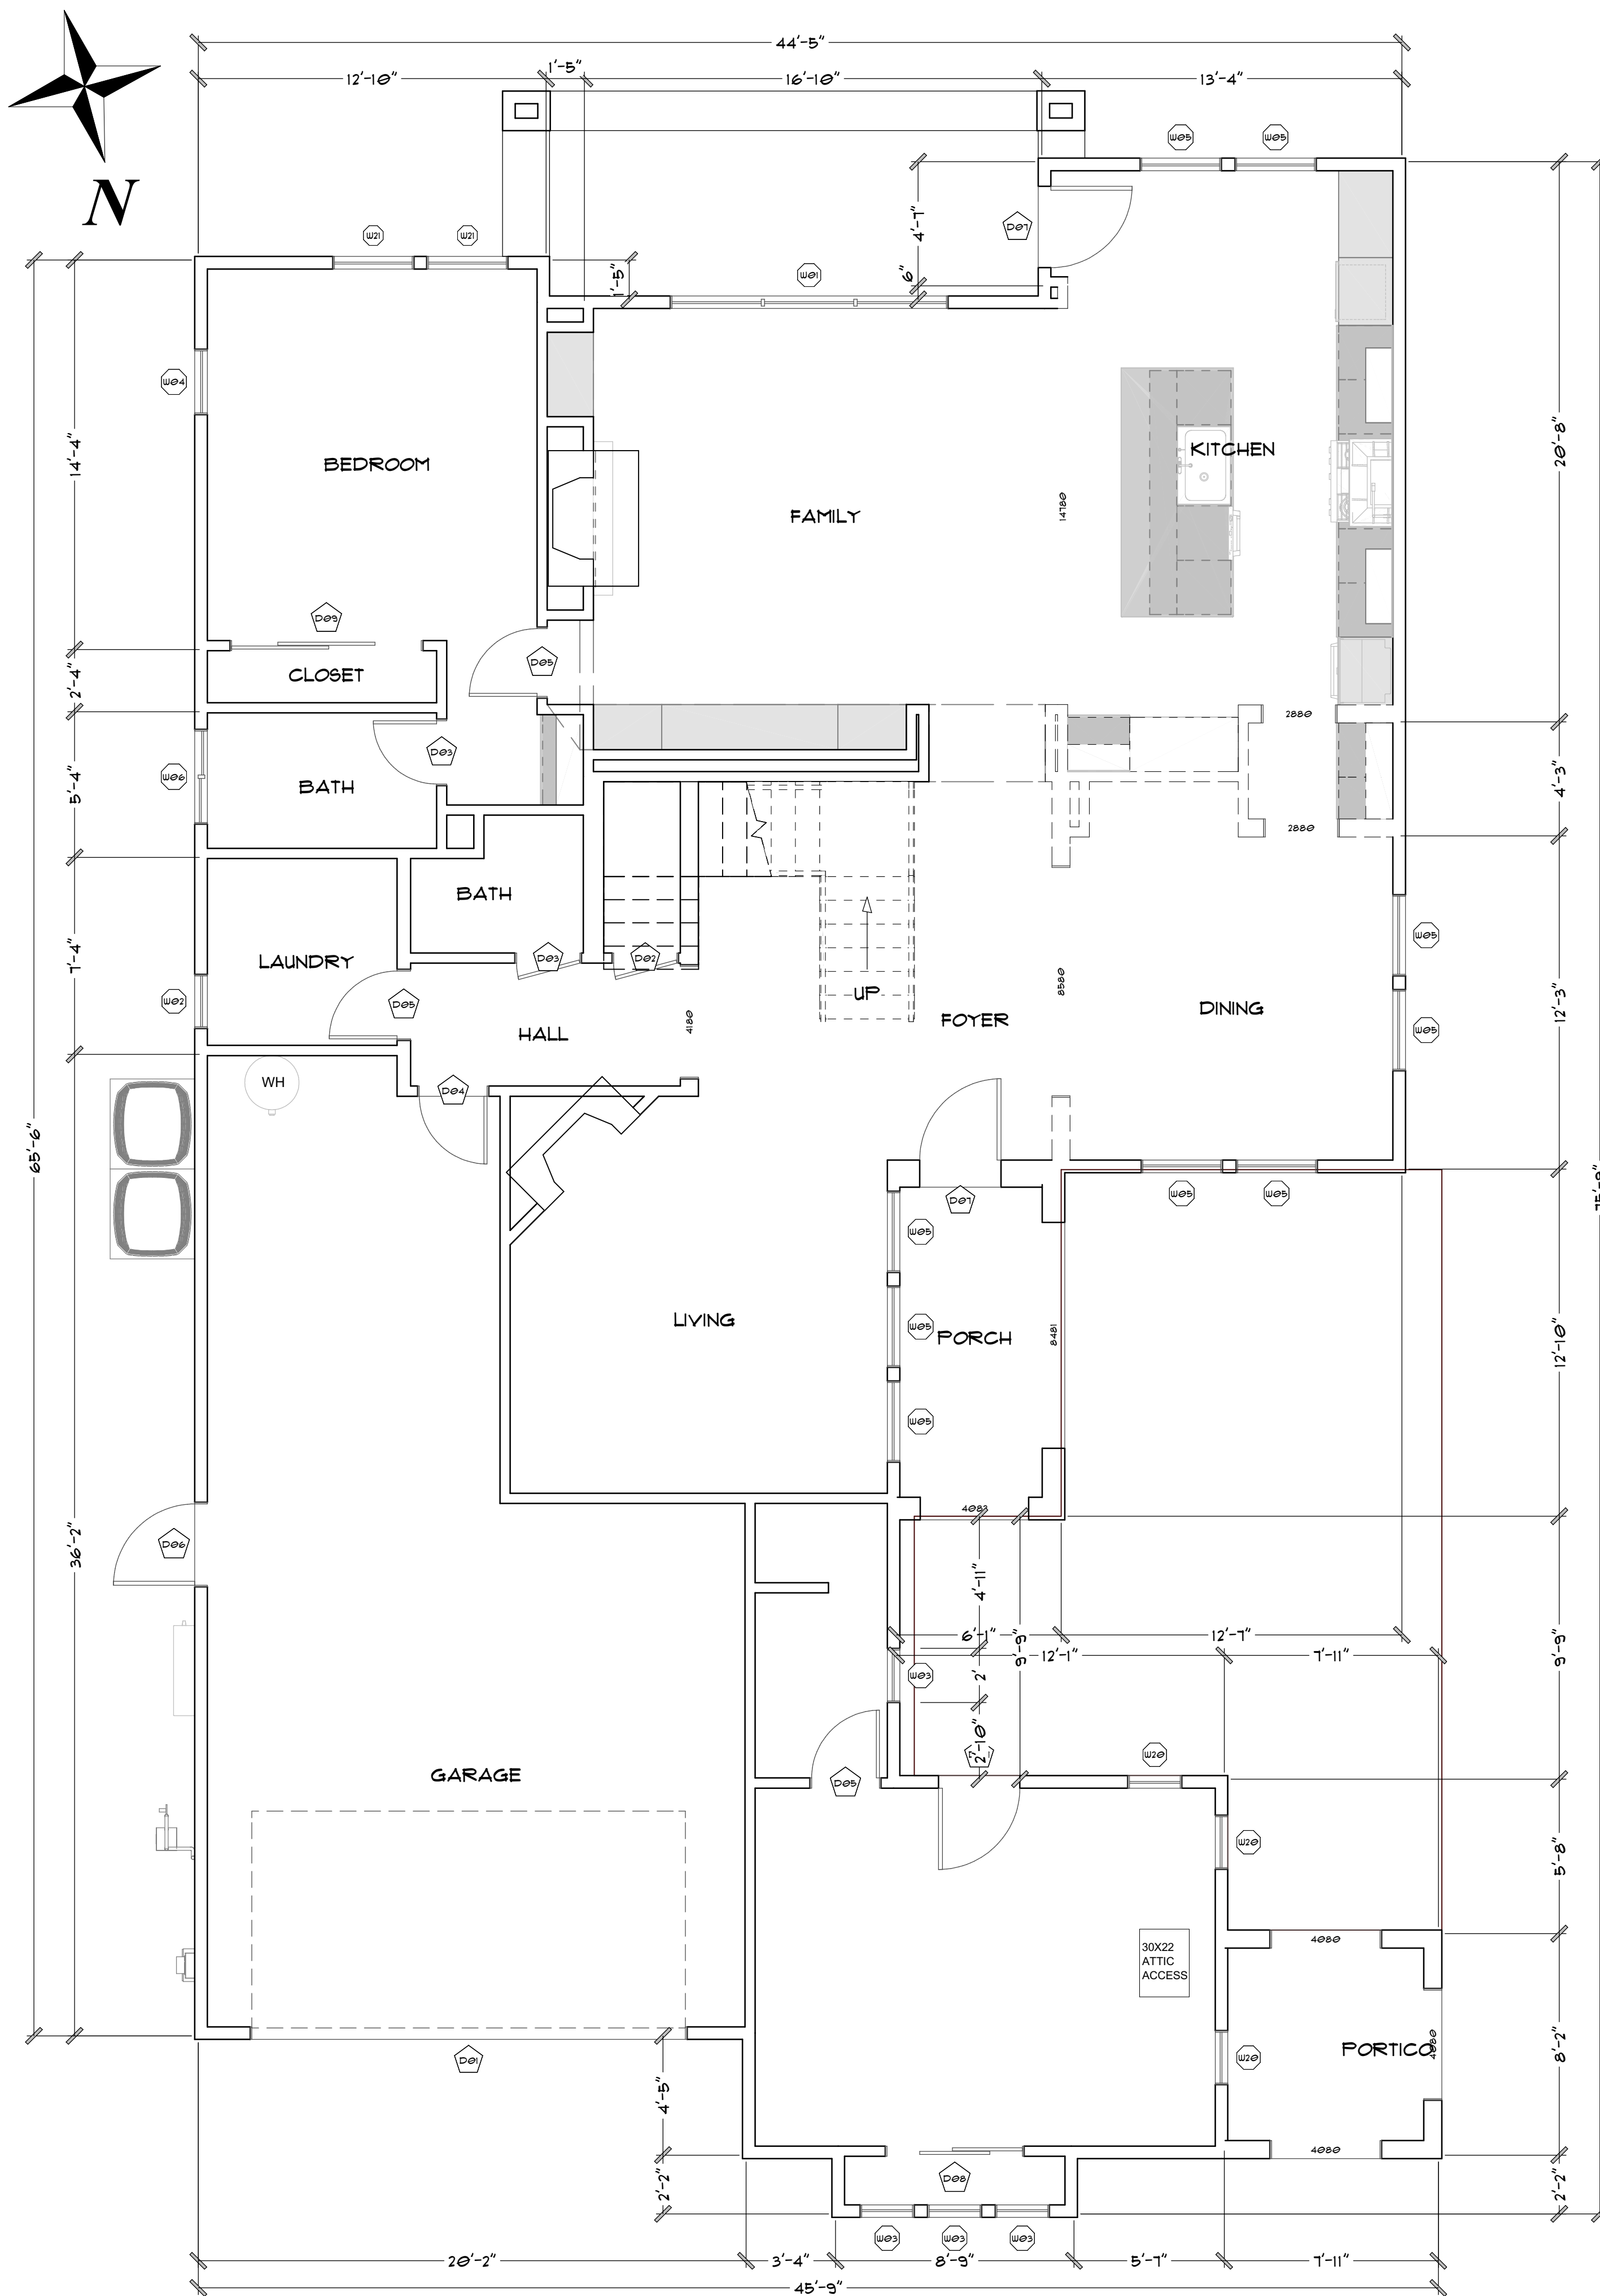 44'-5"
12'-10"
1'-5"
16'-10"
13'-4"
N
W05
W05
W21
W21
4'-7"
D07
6"
1'-5"
W01
W04
14'-4"
BEDROOM
KITCHEN
20'-8"
FAMILY
14780
D09
CLOSET
2'-4"
D05
2880
D03
W06
BATH
5'-4"
4'-3"
2880
BATH
W05
LAUNDRY
7'-4"
D03
D02
W02
D05
UP
8580
DINING
12'-3"
HALL
4180
FOYER
W05
WH
D04
65'-6"
W05
W05
D07
W05
LIVING
W05
PORCH
8481
12'-10"
W05
4083
D06
36'-2"
4'-11"
6'-1"
12'-7"
9'-9"
9'-9"
12'-1"
7'-11"
W03
2'
2'-10"
W20
GARAGE
D05
W20
5'-8"
4080
30X22
ATTIC
ACCESS
PORTICO
4080
W20
8'-2"
D01
4'-5"
4080
D08
2'-2"
2'-2"
W03
W03
W03
20'-2"
3'-4"
8'-9"
5'-7"
7'-11"
45'-9"